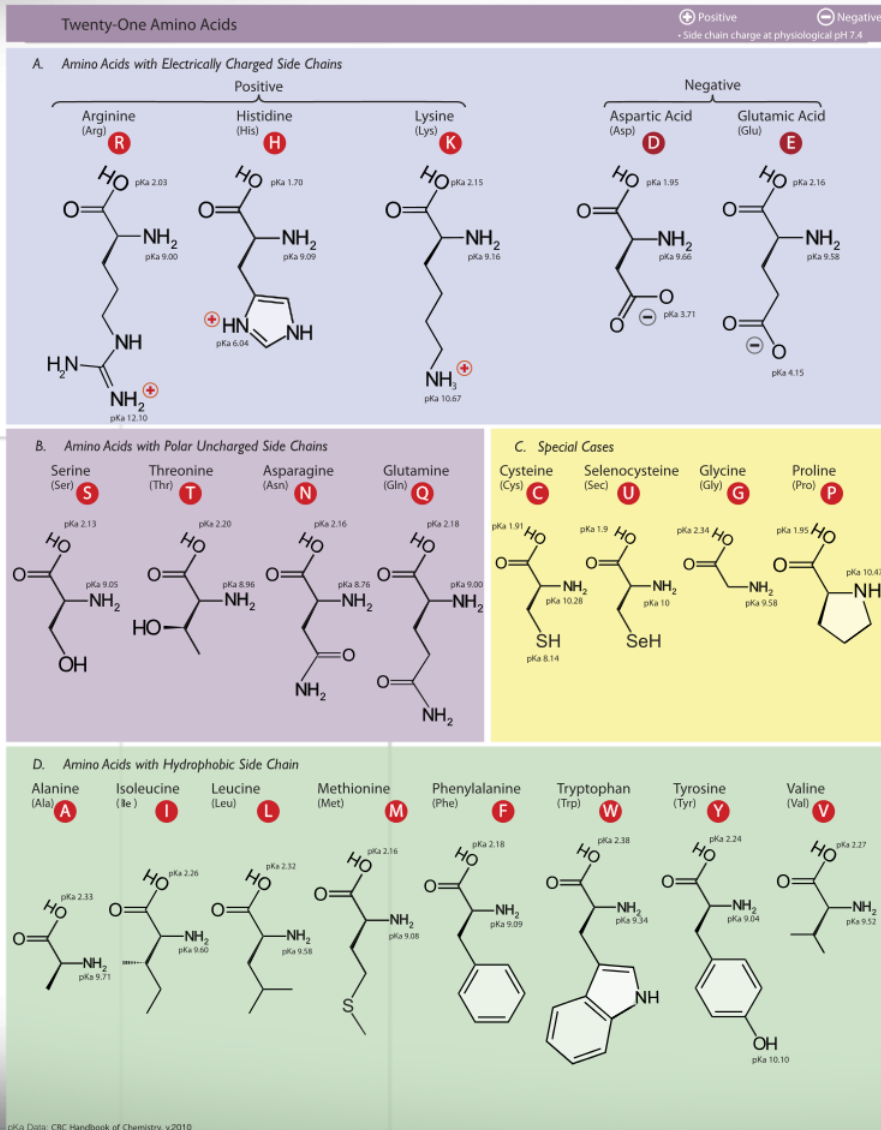 Twenty-One Amino Acids
+ Positive
− Negative
• Side chain charge at physiological pH 7.4
A. Amino Acids with Electrically Charged Side Chains
Positive
Negative
Arginine
(Arg)
R
Histidine
(His)
H
Lysine
(Lys)
K
Aspartic Acid
(Asp)
D
Glutamic Acid
(Glu)
E
HO
pKa 2.03
O
NH2
pKa 9.00
NH
H2N
NH2
+
pKa 12.10
HO
pKa 1.70
O
NH2
pKa 9.09
+
HN
NH
pKa 6.04
HO
pKa 2.15
O
NH2
pKa 9.16
NH3
+
pKa 10.67
HO
pKa 1.95
O
NH2
pKa 9.66
O
O
−
pKa 3.71
HO
pKa 2.16
O
NH2
pKa 9.58
O
−
O
pKa 4.15
B. Amino Acids with Polar Uncharged Side Chains
Serine
(Ser)
S
Threonine
(Thr)
T
Asparagine
(Asn)
N
Glutamine
(Gln)
Q
pKa 2.13
HO
O
pKa 9.05
NH2
OH
pKa 2.20
HO
O
pKa 8.96
NH2
HO
pKa 2.16
HO
O
pKa 8.76
NH2
O
NH2
pKa 2.18
HO
O
pKa 9.00
NH2
O
NH2
C. Special Cases
Cysteine
(Cys)
C
Selenocysteine
(Sec)
U
Glycine
(Gly)
G
Proline
(Pro)
P
pKa 1.91
HO
O
NH2
pKa 10.28
SH
pKa 8.14
pKa 1.9
HO
O
NH2
pKa 10
SeH
pKa 2.34
HO
O
NH2
pKa 9.58
pKa 1.95
HO
O
pKa 10.47
NH
D. Amino Acids with Hydrophobic Side Chain
Alanine
(Ala)
A
Isoleucine
(Ile)
I
Leucine
(Leu)
L
Methionine
(Met)
M
Phenylalanine
(Phe)
F
Tryptophan
(Trp)
W
Tyrosine
(Tyr)
Y
Valine
(Val)
V
pKa 2.33
HO
O
NH2
pKa 9.71
pKa 2.26
HO
O
NH2
pKa 9.60
pKa 2.32
HO
O
NH2
pKa 9.58
pKa 2.16
HO
O
NH2
pKa 9.08
S
pKa 2.18
HO
O
NH2
pKa 9.09
pKa 2.38
HO
O
NH2
pKa 9.34
NH
pKa 2.24
HO
O
NH2
pKa 9.04
OH
pKa 10.10
pKa 2.27
HO
O
NH2
pKa 9.52
pKa Data: CRC Handbook of Chemistry, v.2010